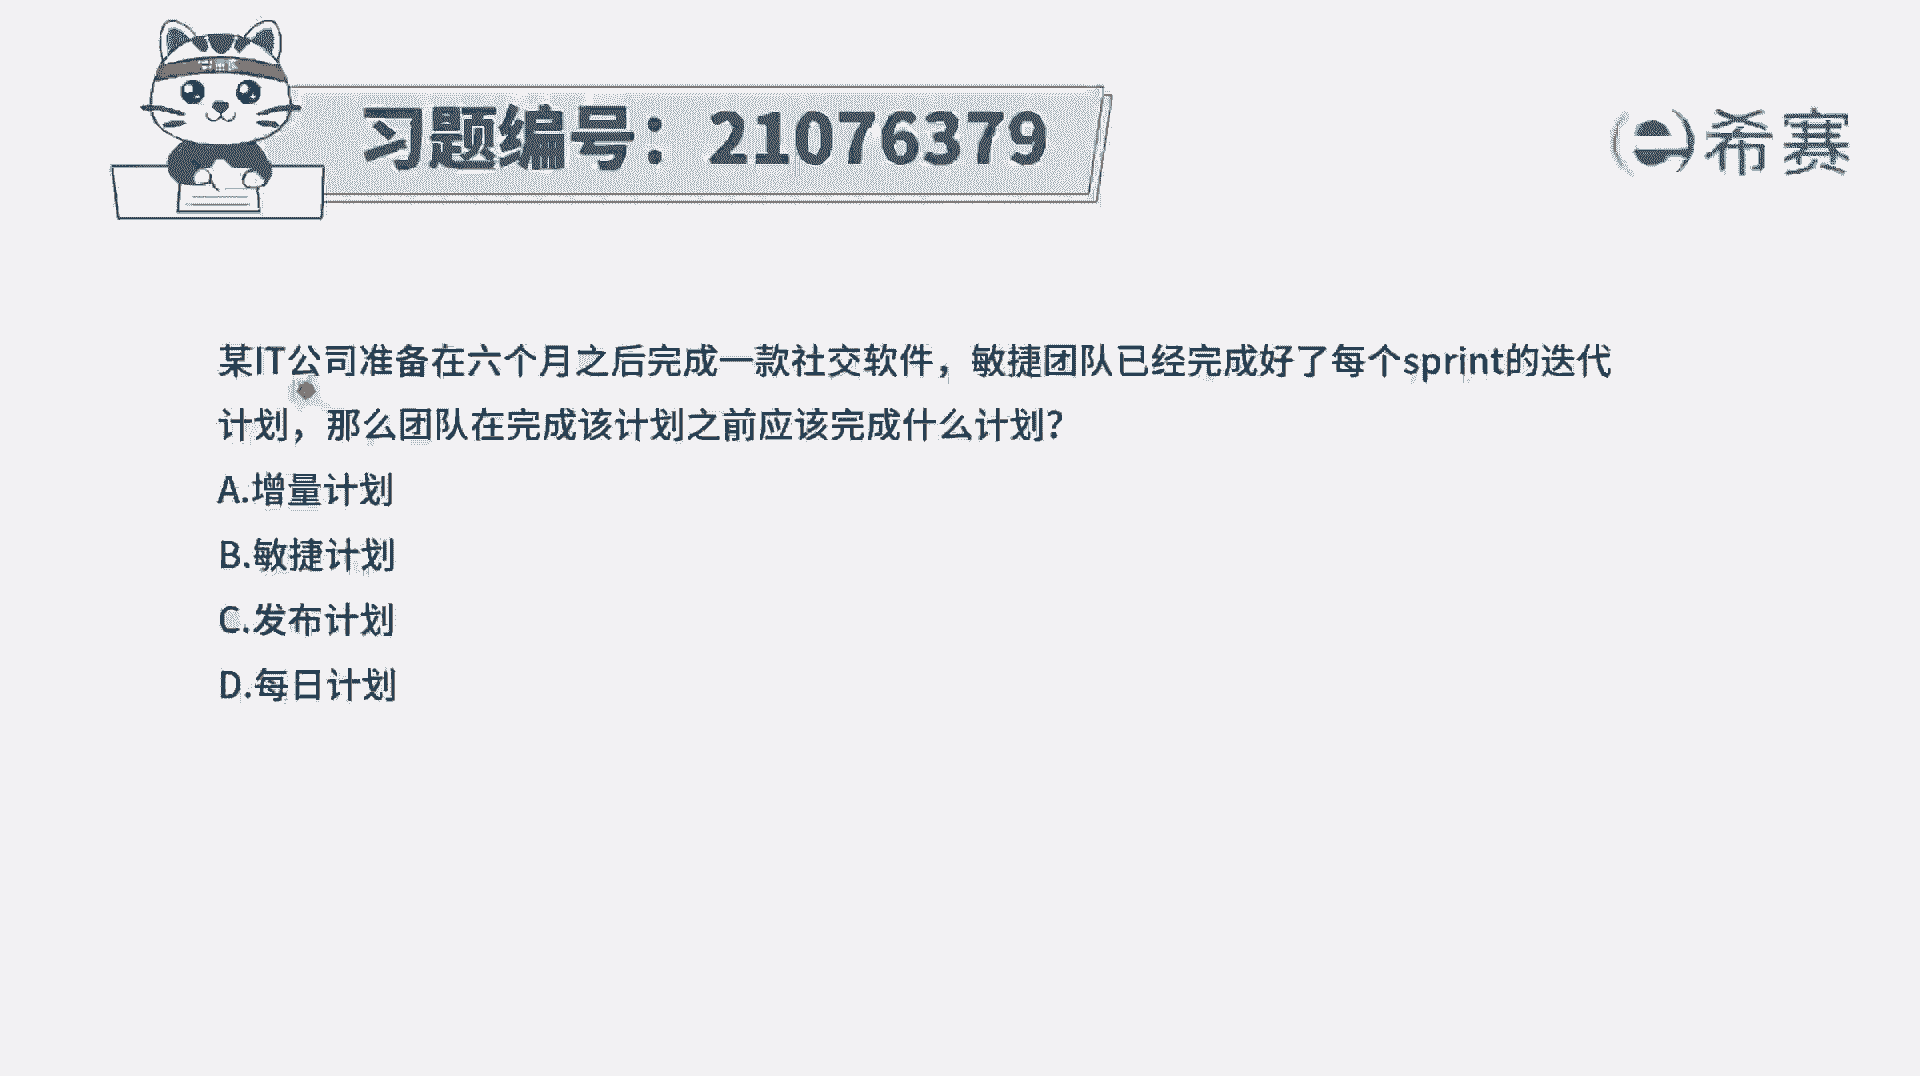 习题编号：21076379
希赛
某IT公司准备在六个月之后完成一款社交软件，敏捷团队已经完成好了每个sprint的迭代
计划，那么团队在完成该计划之前应该完成什么计划？
A.增量计划
B.敏捷计划
C.发布计划
D.每日计划